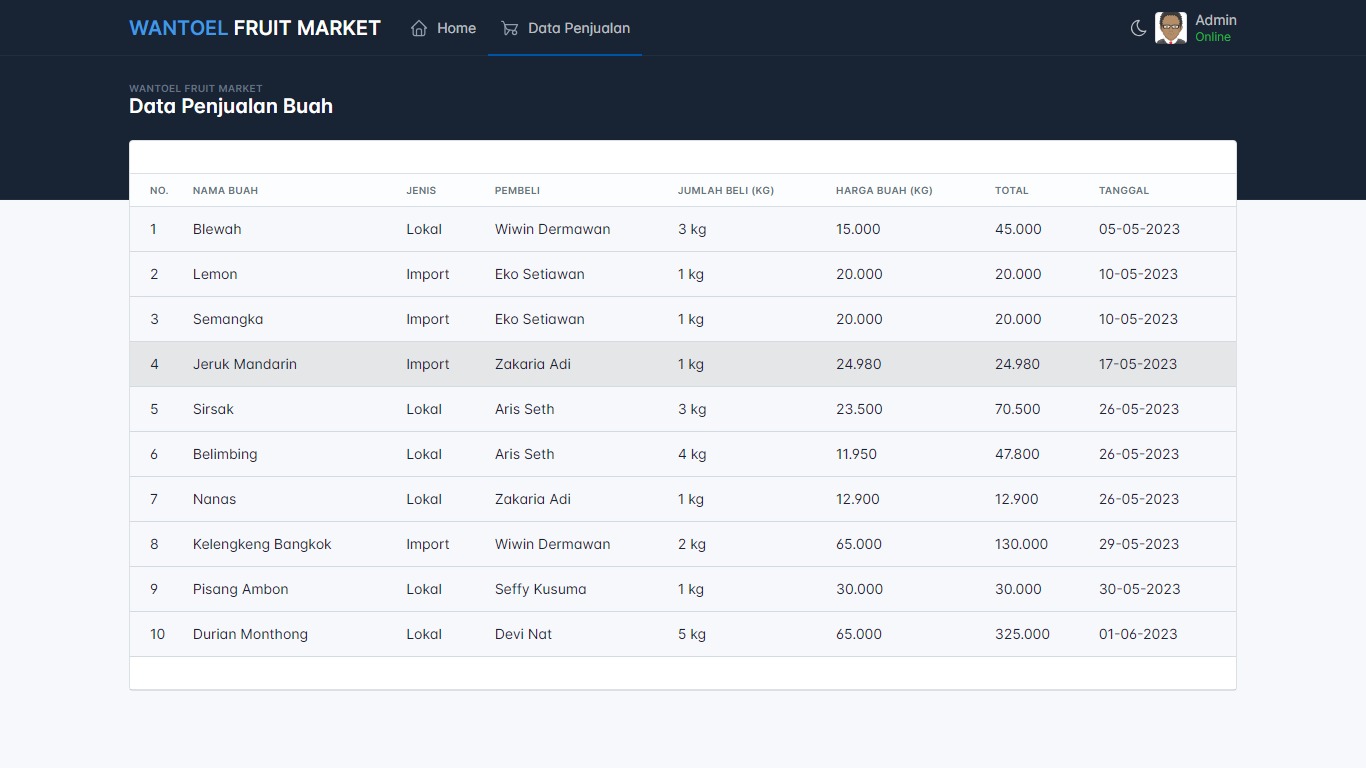 WANTOEL FRUIT MARKET Home Data Penjualan Admin
Online
WANTOEL FRUIT MARKET
Data Penjualan Buah
NO. NAMA BUAH JENIS PEMBELI JUMLAH BELI (KG) HARGA BUAH (KG) TOTAL TANGGAL
1 Blewah Lokal Wiwin Dermawan 3 kg 15.000 45.000 05-05-2023
2 Lemon Import Eko Setiawan 1 kg 20.000 20.000 10-05-2023
3 Semangka Import Eko Setiawan 1 kg 20.000 20.000 10-05-2023
4 Jeruk Mandarin Import Zakaria Adi 1 kg 24.980 24.980 17-05-2023
5 Sirsak Lokal Aris Seth 3 kg 23.500 70.500 26-05-2023
6 Belimbing Lokal Aris Seth 4 kg 11.950 47.800 26-05-2023
7 Nanas Lokal Zakaria Adi 1 kg 12.900 12.900 26-05-2023
8 Kelengkeng Bangkok Import Wiwin Dermawan 2 kg 65.000 130.000 29-05-2023
9 Pisang Ambon Lokal Seffy Kusuma 1 kg 30.000 30.000 30-05-2023
10 Durian Monthong Lokal Devi Nat 5 kg 65.000 325.000 01-06-2023